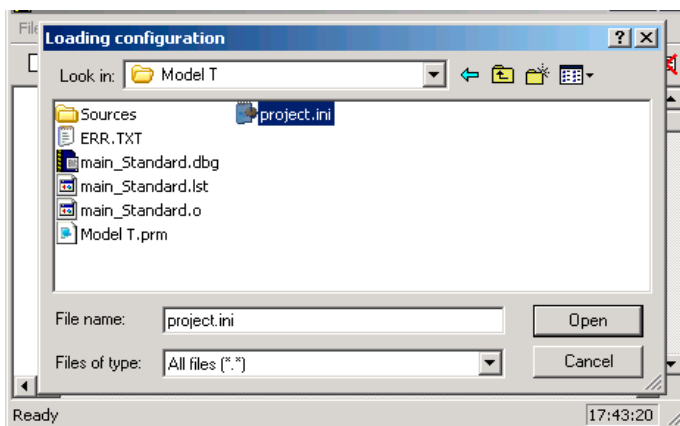 File
Loading configuration
Look in: Model T
Sources
ERR.TXT
main_Standard.dbg
main_Standard.lst
main_Standard.o
Model T.prm
project.ini
File name: project.ini Open
Files of type: All files (*.*) Cancel
Ready 17:43:20